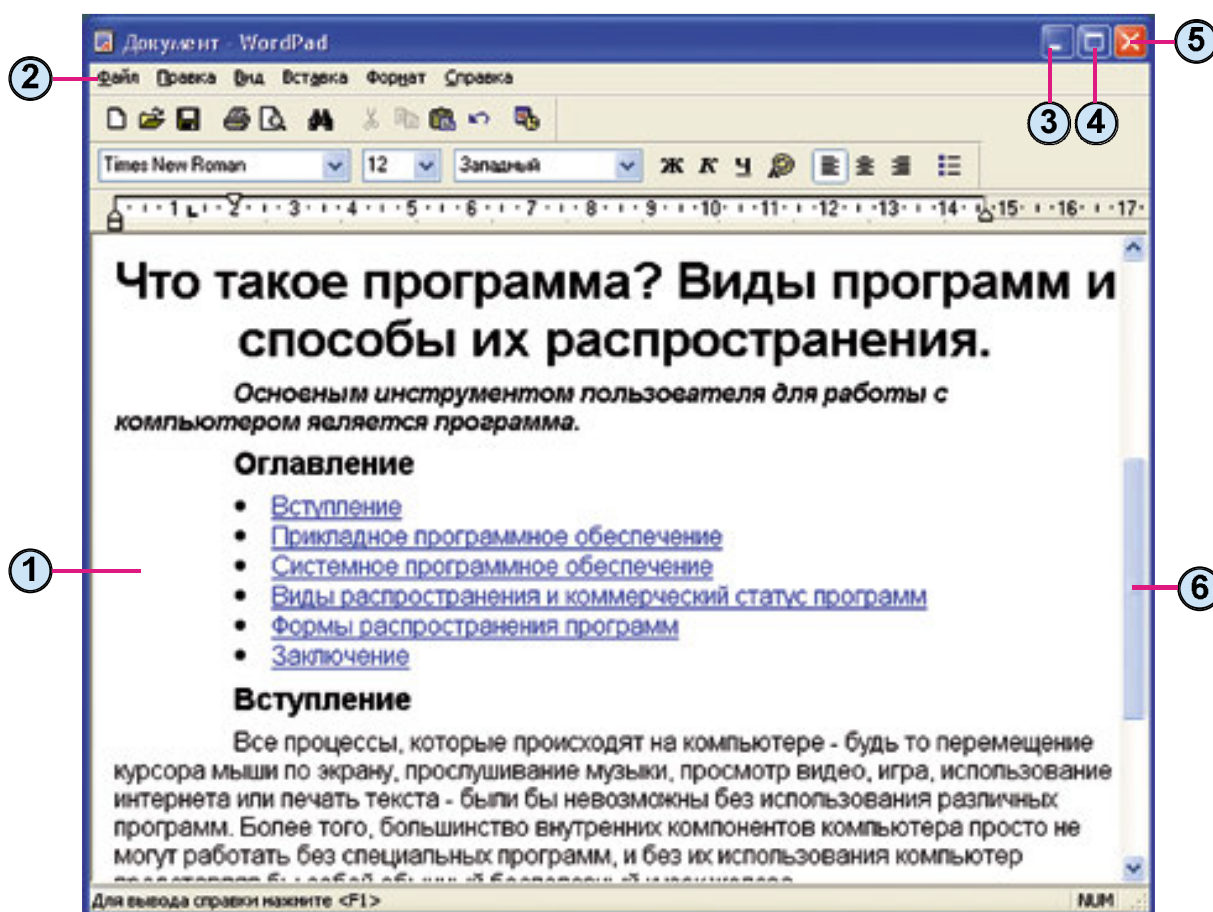 Документ - WordPad
5
2
Файл Правка Вид Вставка Формат Справка
3
4
Times New Roman 12 Западный Ж К Ч
1 2 3 4 5 6 7 8 9 10 11 12 13 14 15 16 17
Что такое программа? Виды программ и
способы их распространения.
Основным инструментом пользователя для работы с
компьютером является программа.
Оглавление
• Вступление
• Прикладное программное обеспечение
1
• Системное программное обеспечение
6
• Виды распространения и коммерческий статус программ
• Формы распространения программ
• Заключение
Вступление
Все процессы, которые происходят на компьютере - будь то перемещение
курсора мыши по экрану, прослушивание музыки, просмотр видео, игра, использование
интернета или печать текста - были бы невозможны без использования различных
программ. Более того, большинство внутренних компонентов компьютера просто не
могут работать без специальных программ, и без их использования компьютер
Для вывода справки нажмите <F1> NUM